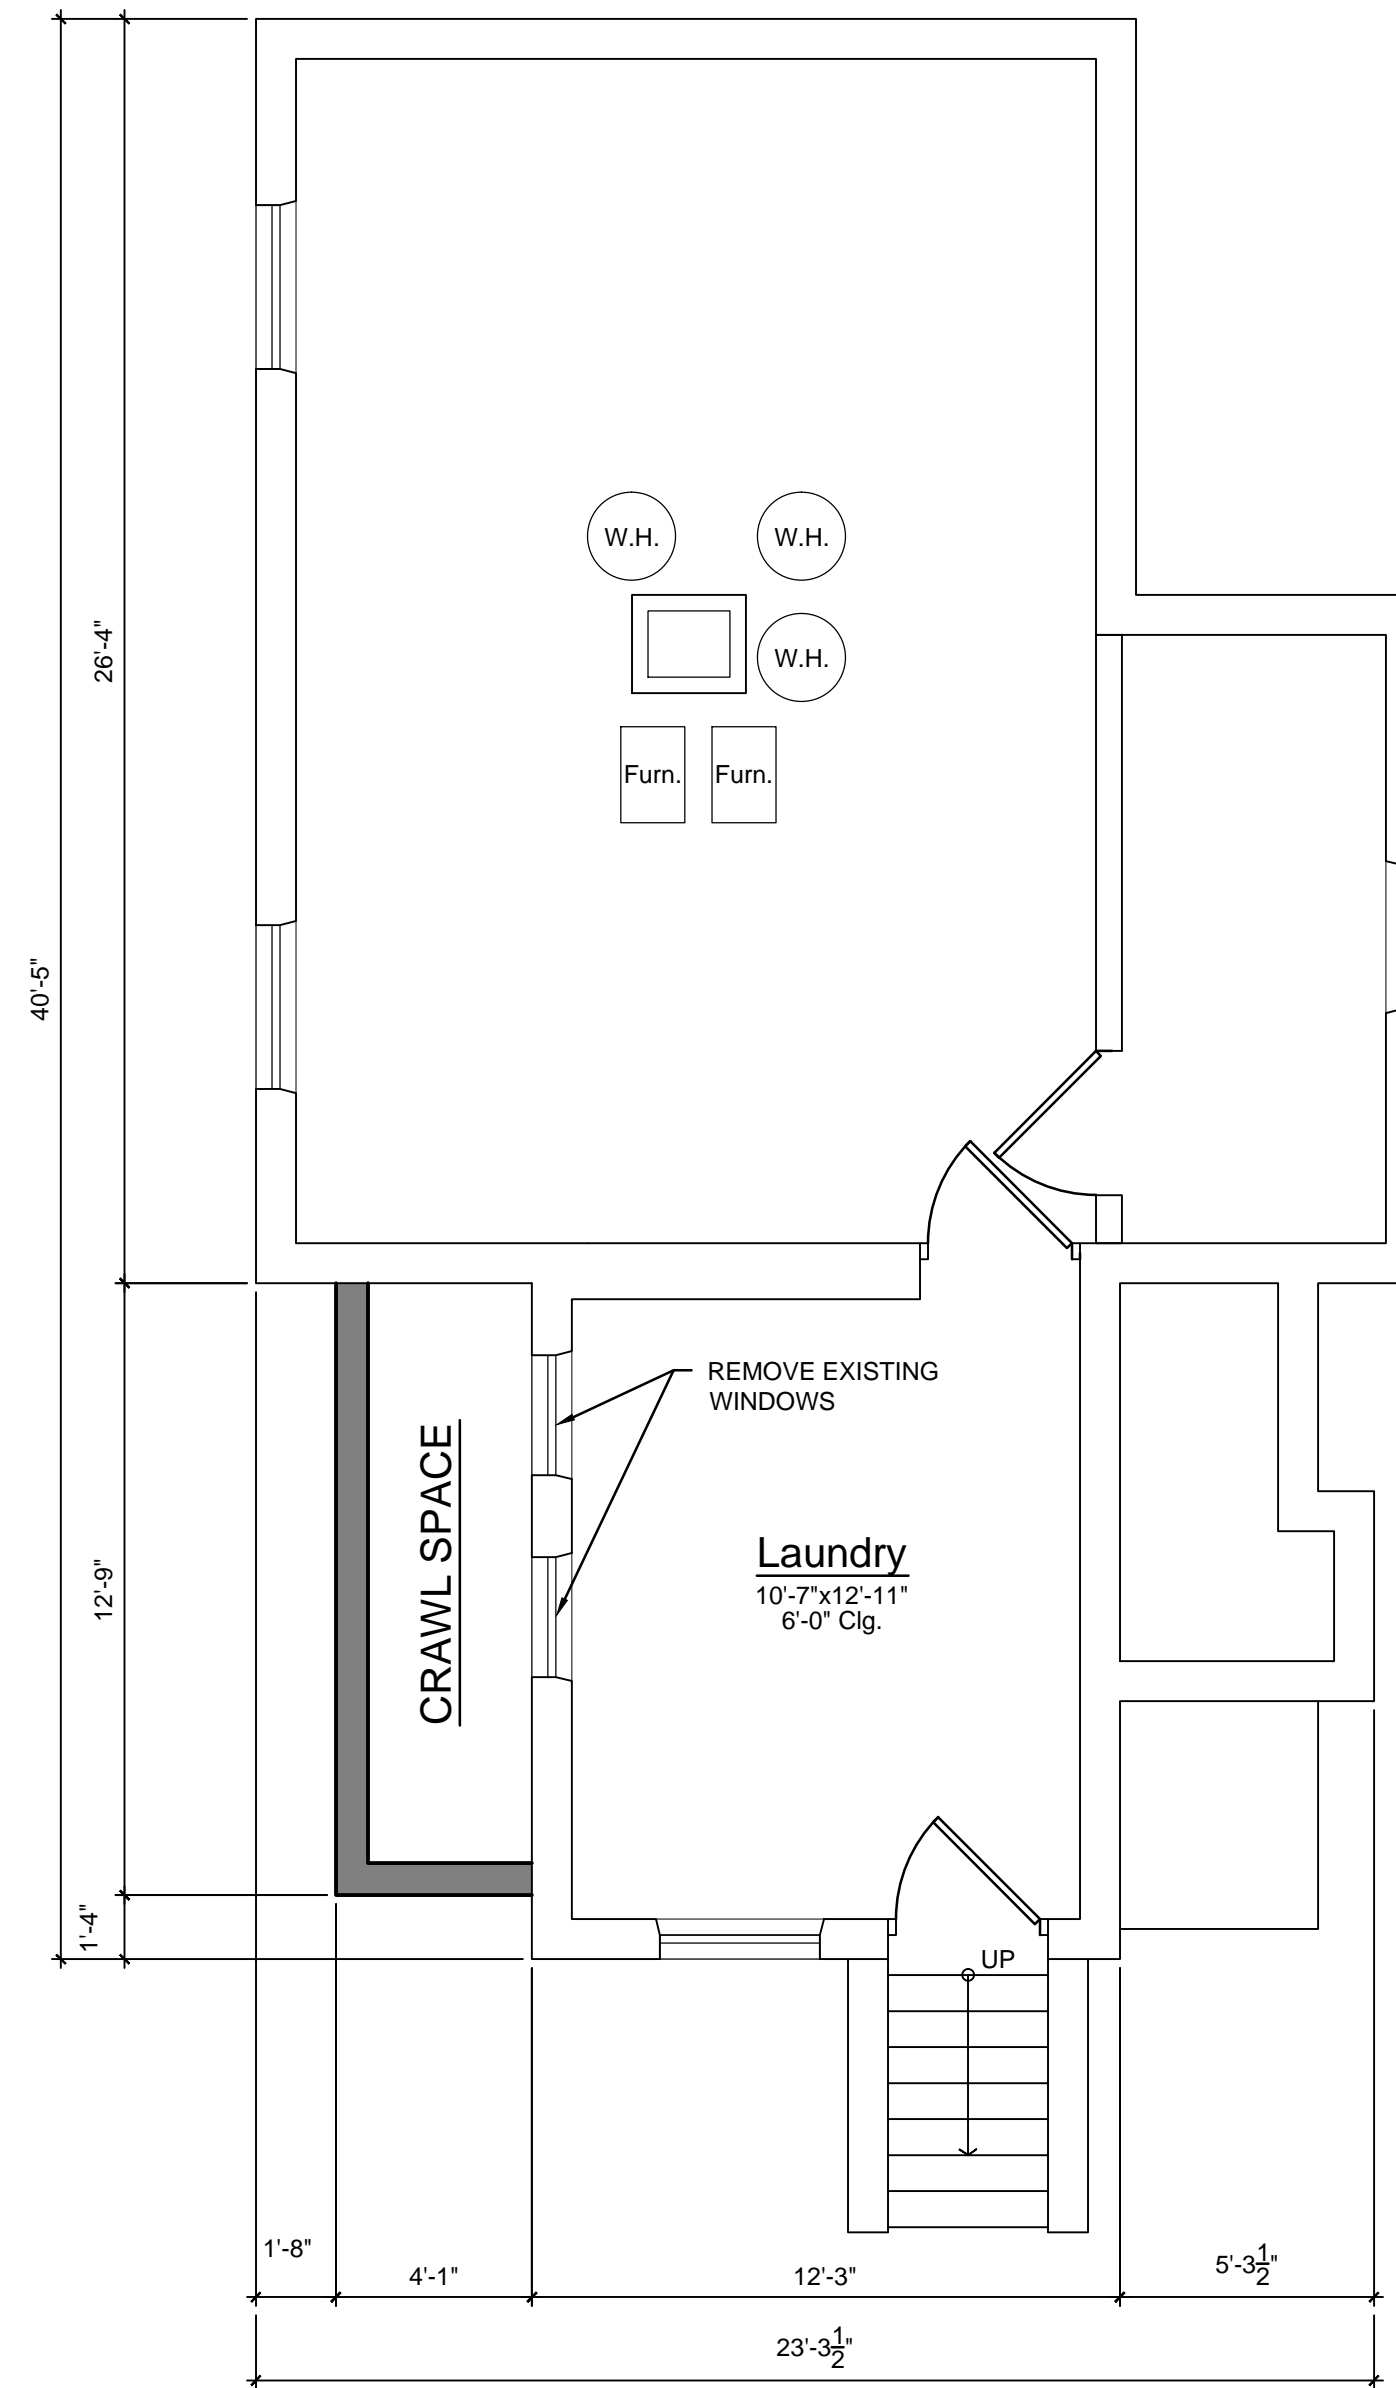 W.H.
W.H.
W.H.
Furn.
Furn.
26'-4"
40'-5"
REMOVE EXISTING
WINDOWS
CRAWL SPACE
Laundry
10'-7"x12'-11"
6'-0" Clg.
12'-9"
1'-4"
UP
1'-8"
4'-1"
12'-3"
5'-3½"
23'-3½"